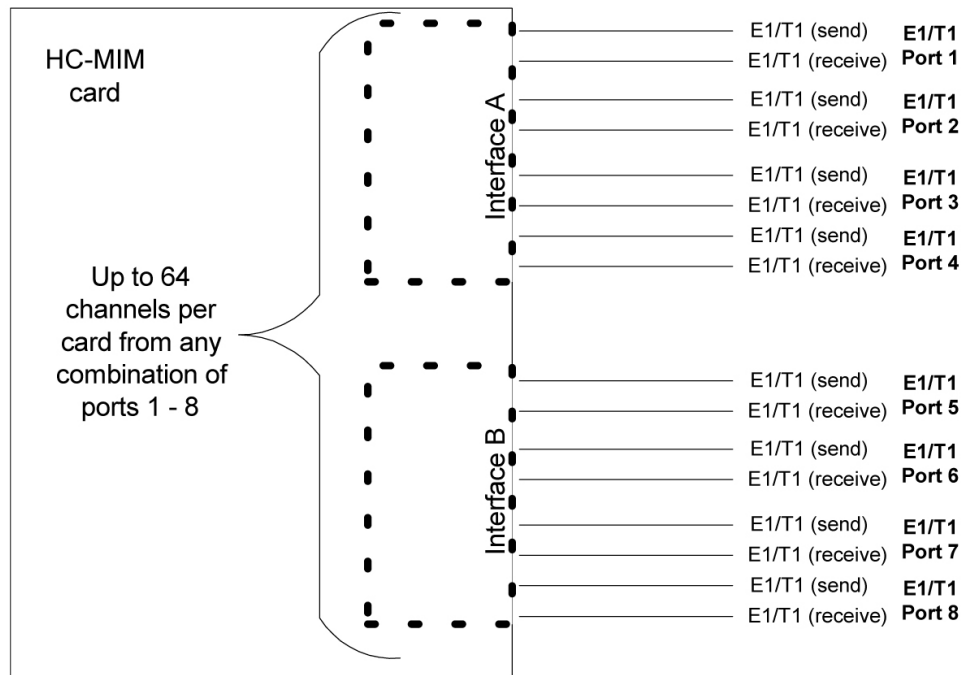 HC-MIM
card
Up to 64
channels per
card from any
combination of
ports 1 - 8
Interface A
E1/T1 (send) E1/T1
E1/T1 (receive) Port 1
E1/T1 (send) E1/T1
E1/T1 (receive) Port 2
E1/T1 (send) E1/T1
E1/T1 (receive) Port 3
E1/T1 (send) E1/T1
E1/T1 (receive) Port 4
Interface B
E1/T1 (send) E1/T1
E1/T1 (receive) Port 5
E1/T1 (send) E1/T1
E1/T1 (receive) Port 6
E1/T1 (send) E1/T1
E1/T1 (receive) Port 7
E1/T1 (send) E1/T1
E1/T1 (receive) Port 8